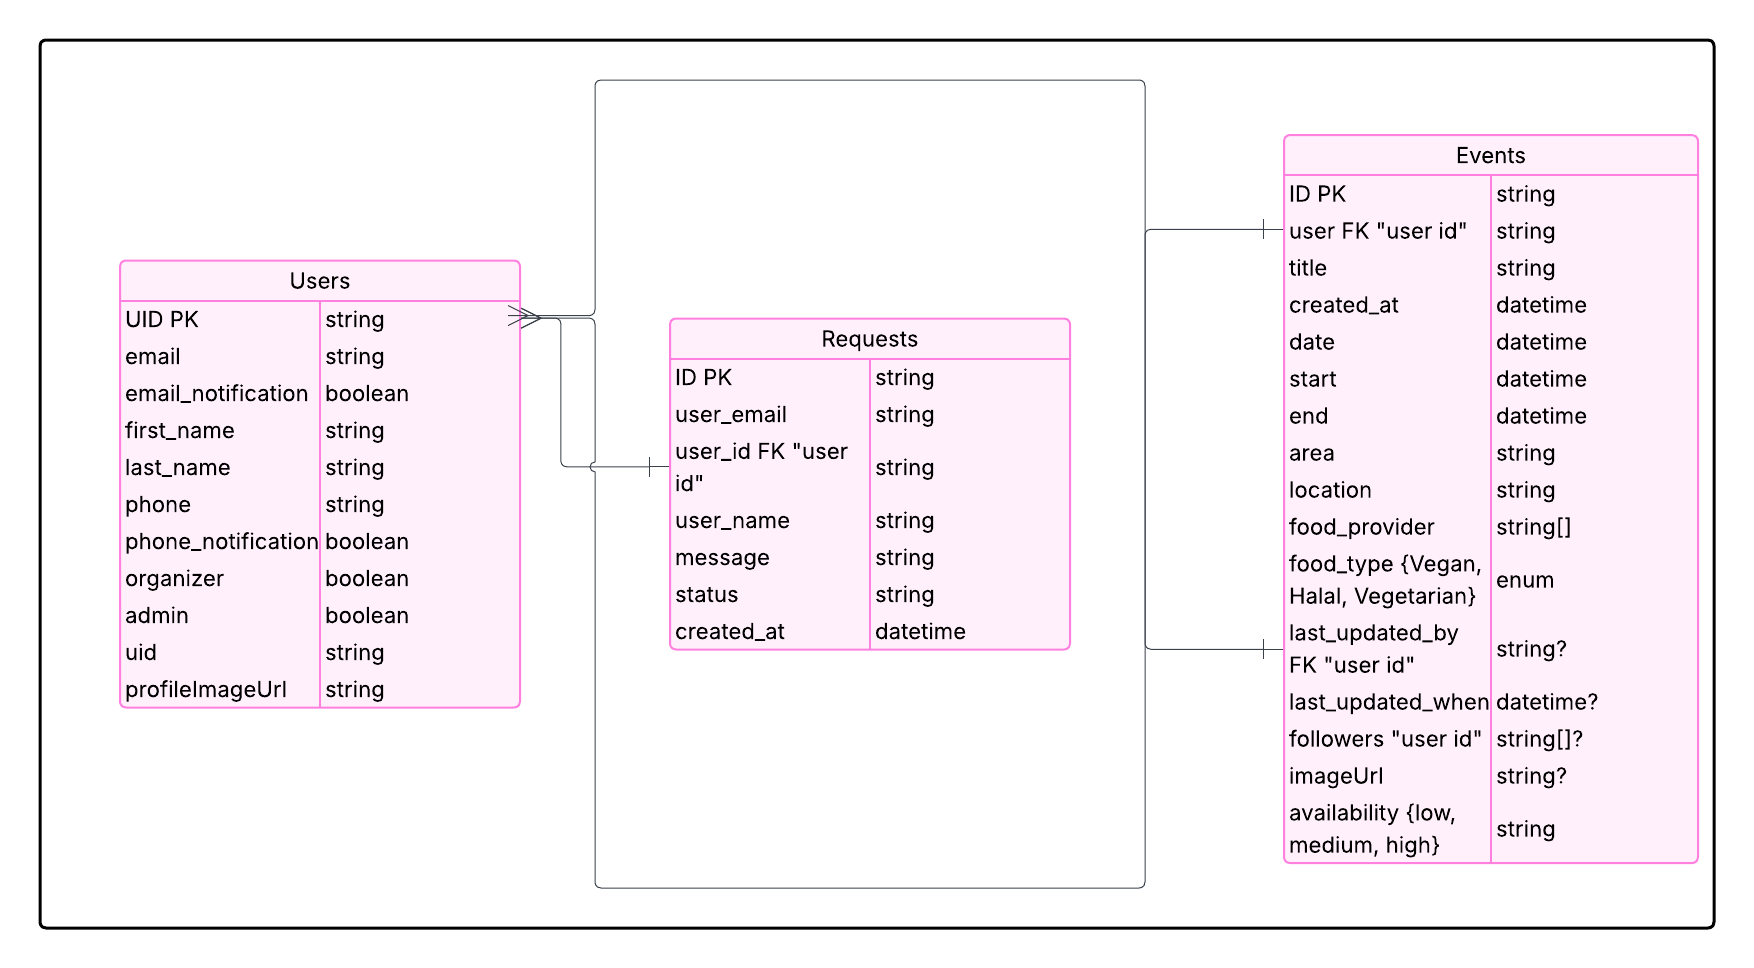 Users
UID PK string
email string
email_notification boolean
first_name string
last_name string
phone string
phone_notification boolean
organizer boolean
admin boolean
uid string
profileImageUrl string
Requests
ID PK string
user_email string
user_id FK "user
id" string
user_name string
message string
status string
created_at datetime
Events
ID PK string
user FK "user id" string
title string
created_at datetime
date datetime
start datetime
end datetime
area string
location string
food_provider string[]
food_type {Vegan,
Halal, Vegetarian} enum
last_updated_by
FK "user id" string?
last_updated_when datetime?
followers "user id" string[]?
imageUrl string?
availability {low,
medium, high} string